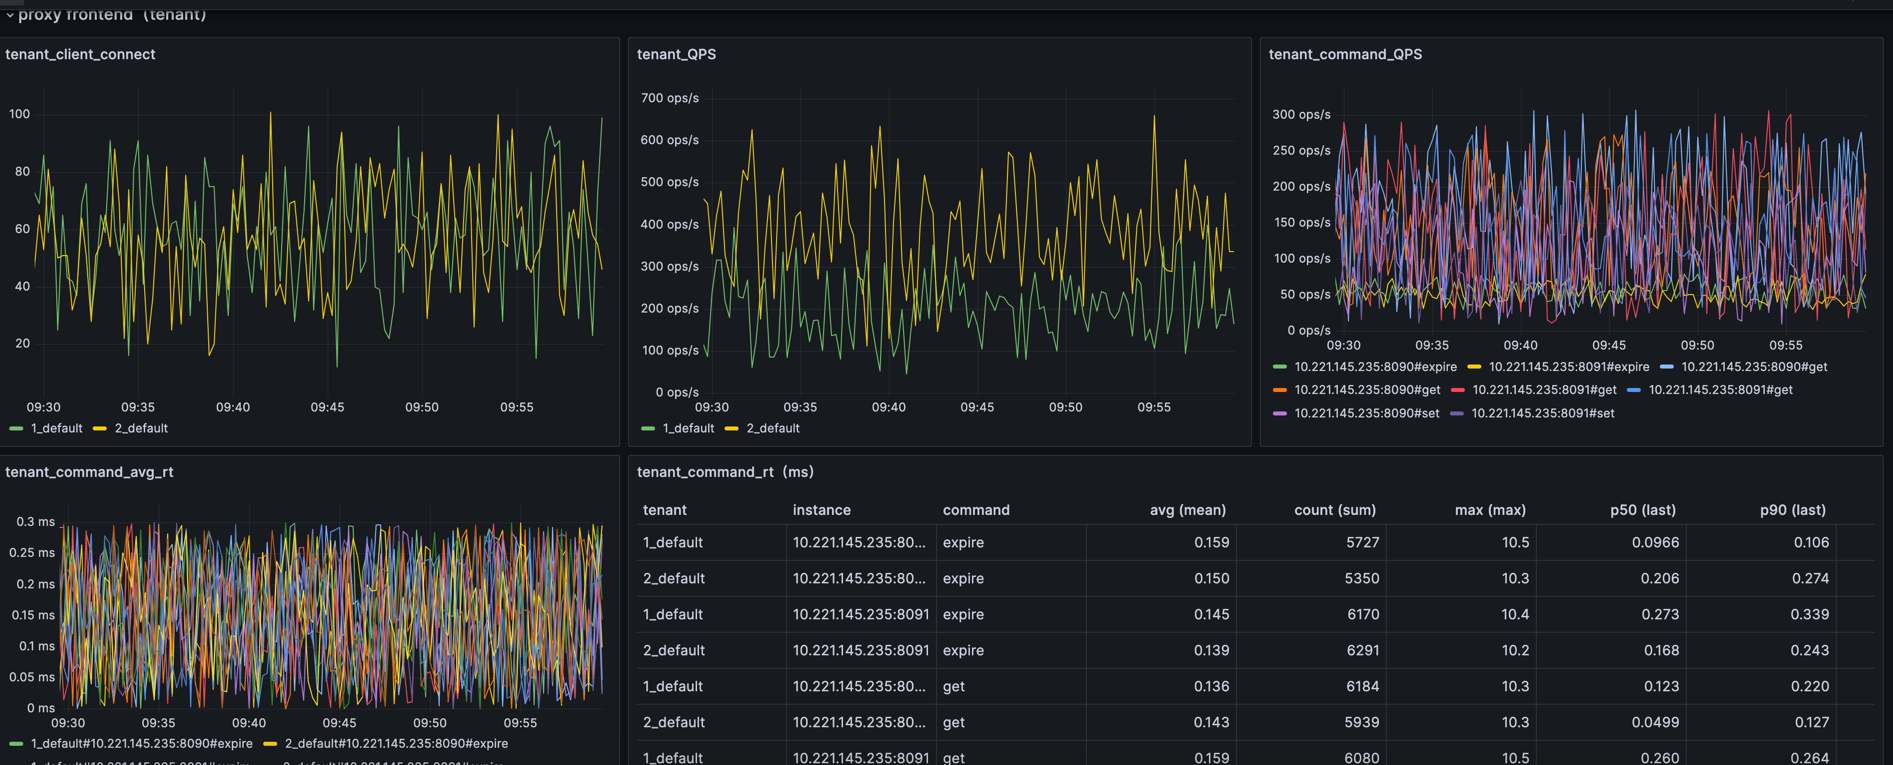 proxy frontend (tenant)
tenant_client_connect
100
80
60
40
20
09:30 09:35 09:40 09:45 09:50 09:55
1_default 2_default
tenant_QPS
700 ops/s
600 ops/s
500 ops/s
400 ops/s
300 ops/s
200 ops/s
100 ops/s
0 ops/s
09:30 09:35 09:40 09:45 09:50 09:55
1_default 2_default
tenant_command_QPS
300 ops/s
250 ops/s
200 ops/s
150 ops/s
100 ops/s
50 ops/s
0 ops/s
09:30 09:35 09:40 09:45 09:50 09:55
10.221.145.235:8090#expire 10.221.145.235:8091#expire 10.221.145.235:8090#get
10.221.145.235:8090#get 10.221.145.235:8091#get 10.221.145.235:8091#get
10.221.145.235:8090#set 10.221.145.235:8091#set
tenant_command_avg_rt
0.3 ms
0.25 ms
0.2 ms
0.15 ms
0.1 ms
0.05 ms
0 ms
09:30 09:35 09:40 09:45 09:50 09:55
1_default#10.221.145.235:8090#expire 2_default#10.221.145.235:8090#expire
1_default#10.221.145.235:8091#expire 2_default#10.221.145.235:8091#expire
tenant_command_rt (ms)
tenant instance command avg (mean) count (sum) max (max) p50 (last) p90 (last)
1_default 10.221.145.235:80... expire 0.159 5727 10.5 0.0966 0.106
2_default 10.221.145.235:80... expire 0.150 5350 10.3 0.206 0.274
1_default 10.221.145.235:8091 expire 0.145 6170 10.4 0.273 0.339
2_default 10.221.145.235:8091 expire 0.139 6291 10.2 0.168 0.243
1_default 10.221.145.235:80... get 0.136 6184 10.3 0.123 0.220
2_default 10.221.145.235:80... get 0.143 5939 10.3 0.0499 0.127
1_default 10.221.145.235:8091 get 0.159 6080 10.5 0.260 0.264